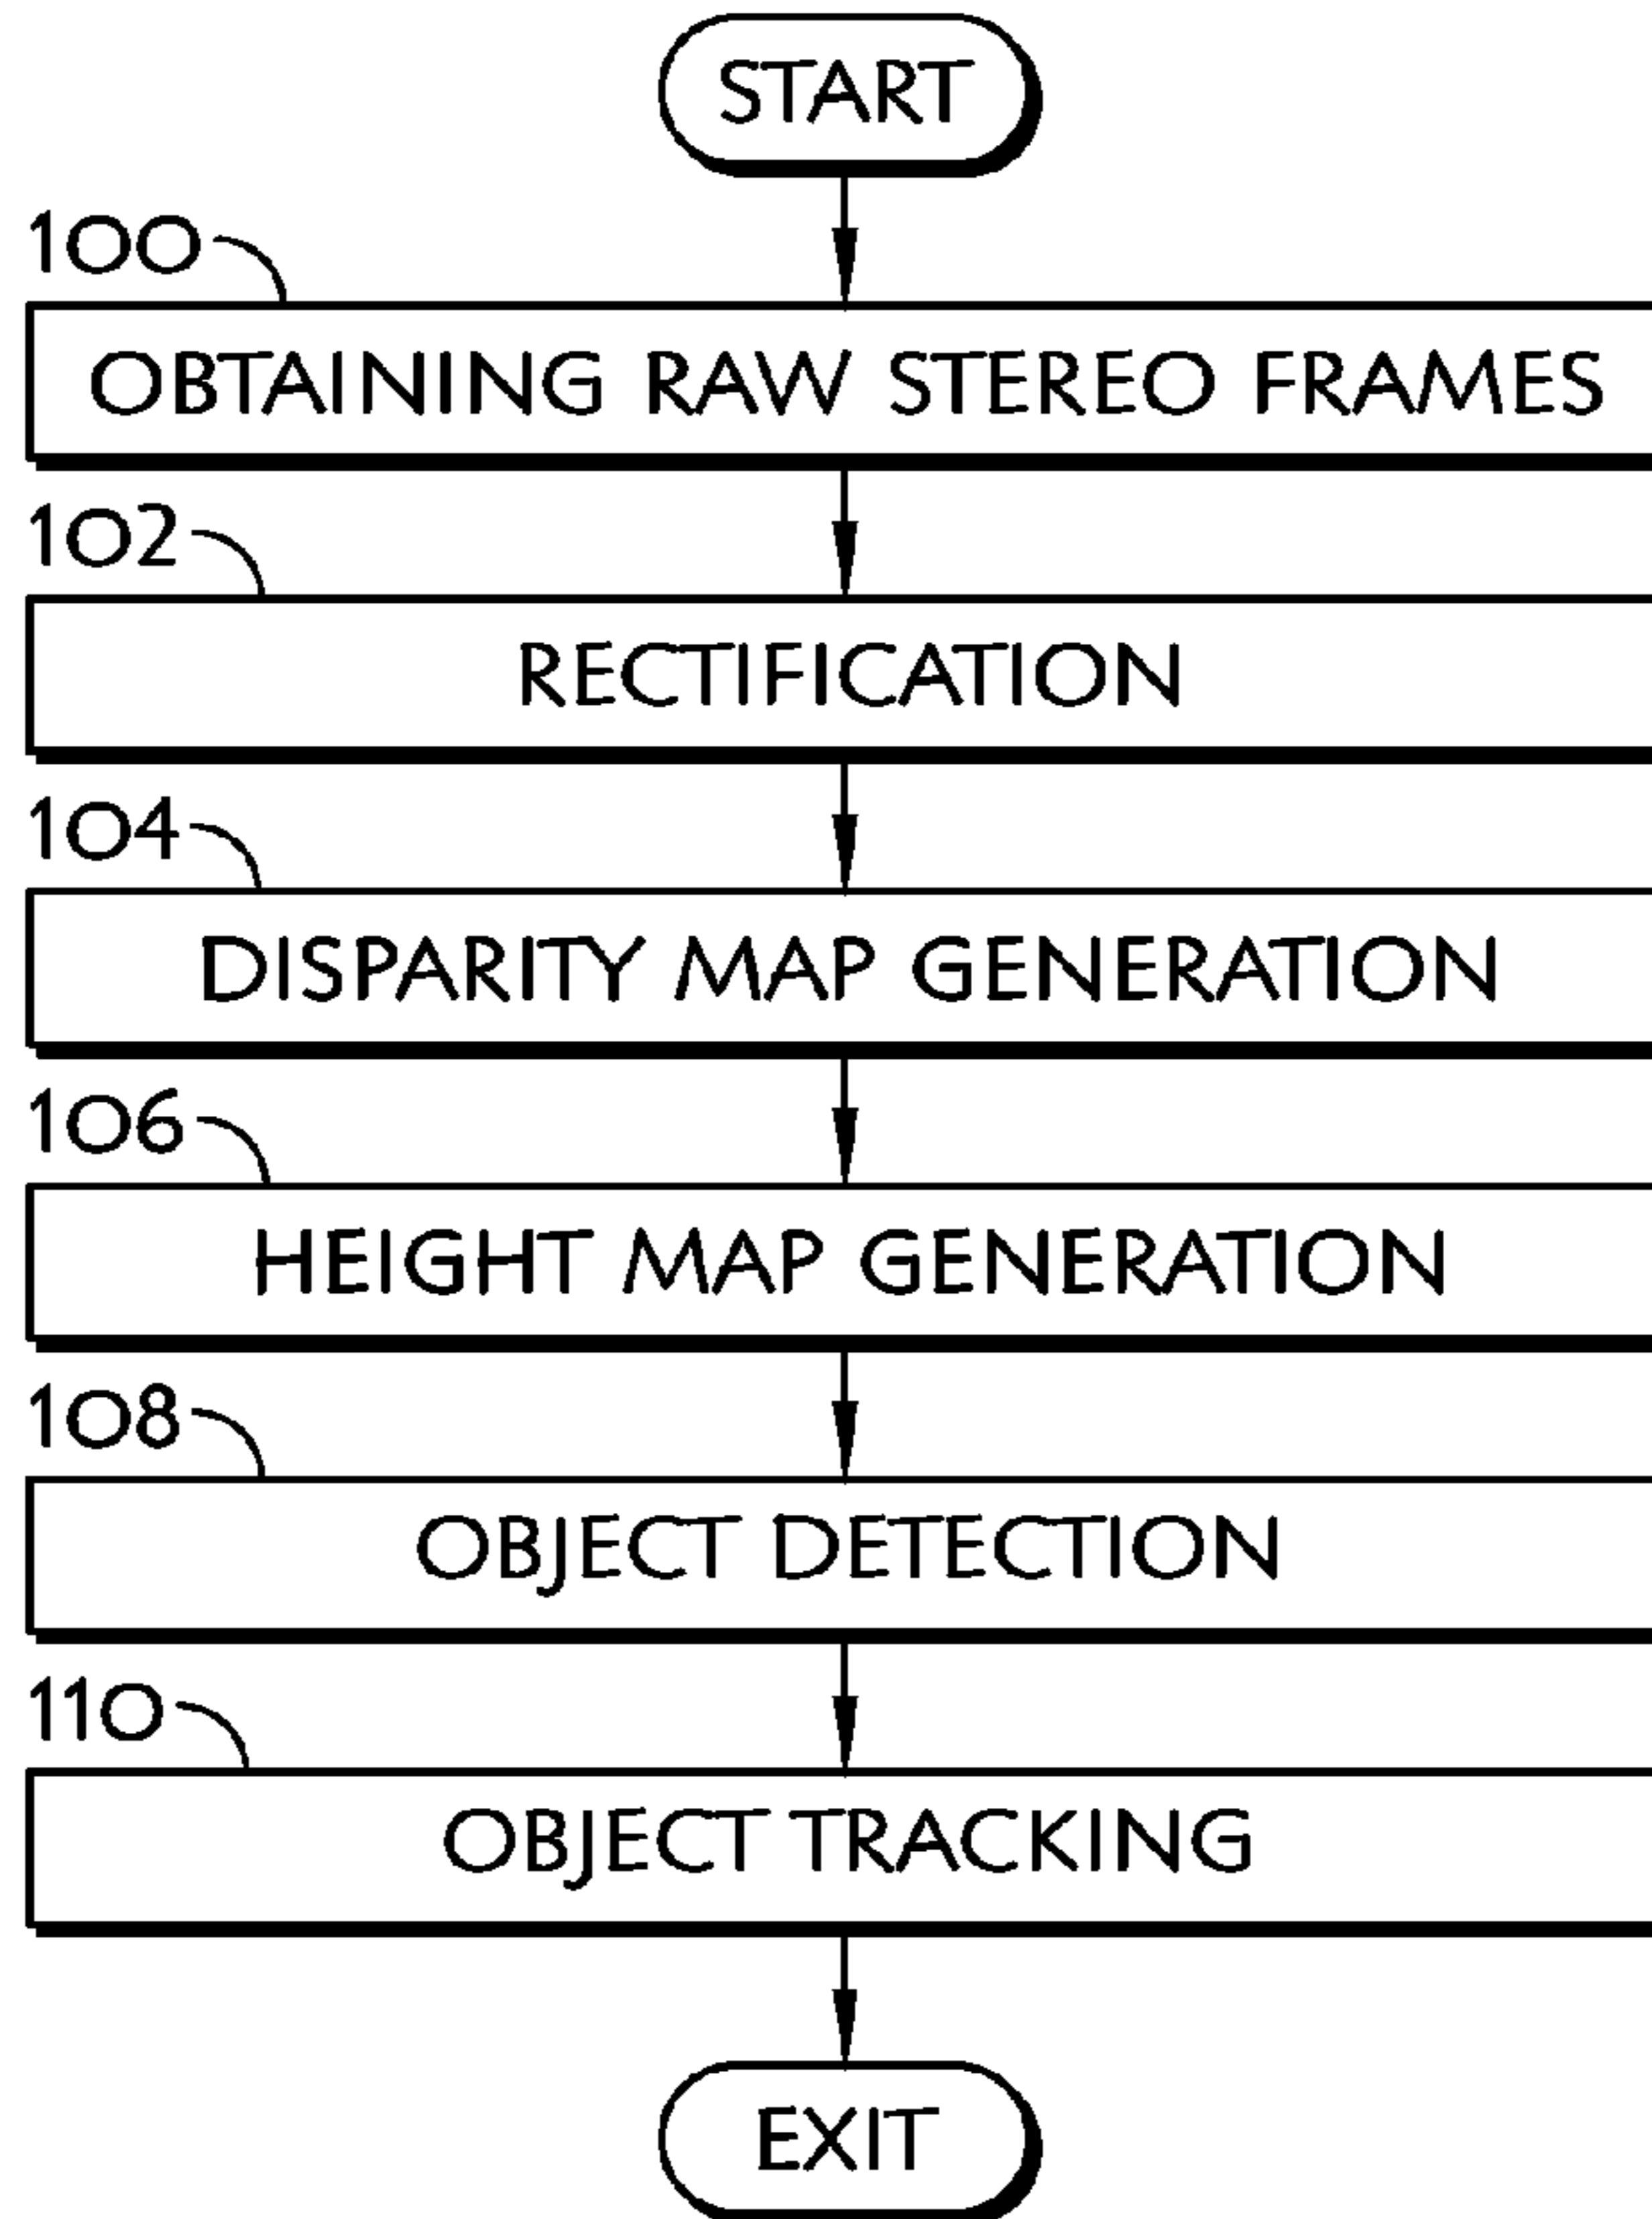 START
100
OBTAINING RAW STEREO FRAMES
102
RECTIFICATION
104
DISPARITY MAP GENERATION
106
HEIGHT MAP GENERATION
108
OBJECT DETECTION
110
OBJECT TRACKING
EXIT